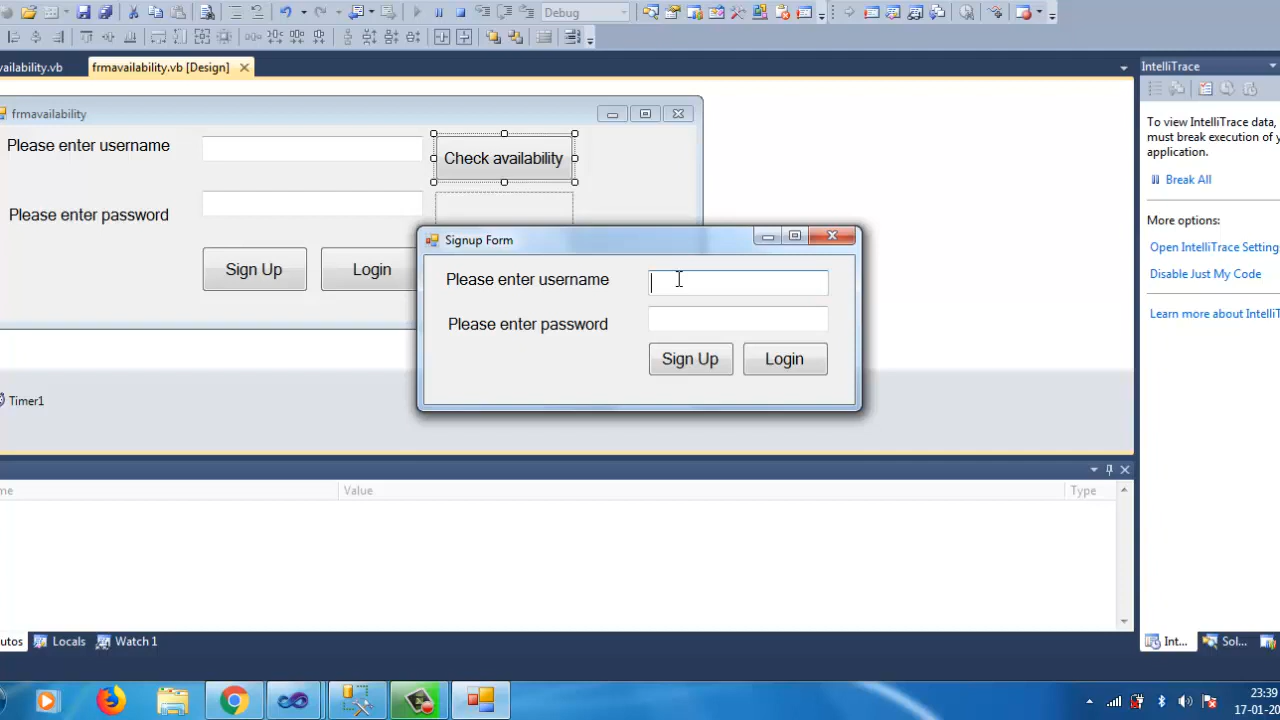 Debug
availability.vb
frmavailability.vb [Design]
IntelliTrace
frmavailability
Please enter username
Check availability
Please enter password
Sign Up
Login
To view IntelliTrace data,
must break execution of y
application.
Break All
More options:
Open IntelliTrace Setting
Disable Just My Code
Learn more about IntelliT
Signup Form
Please enter username
Please enter password
Sign Up
Login
Timer1
me
Value
Type
utos
Locals
Watch 1
Int...
Sol...
23:39
17-01-20